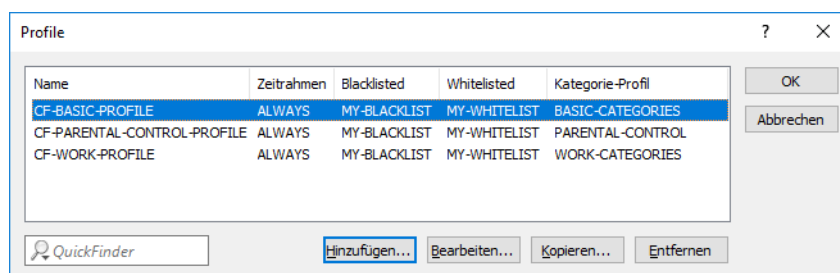 Profile ? ×
Name Zeitrahmen Blacklisted Whitelisted Kategorie-Profil
CF-BASIC-PROFILE ALWAYS MY-BLACKLIST MY-WHITELIST BASIC-CATEGORIES
CF-PARENTAL-CONTROL-PROFILE ALWAYS MY-BLACKLIST MY-WHITELIST PARENTAL-CONTROL
CF-WORK-PROFILE ALWAYS MY-BLACKLIST MY-WHITELIST WORK-CATEGORIES
OK
Abbrechen
QuickFinder Hinzufügen... Bearbeiten... Kopieren... Entfernen